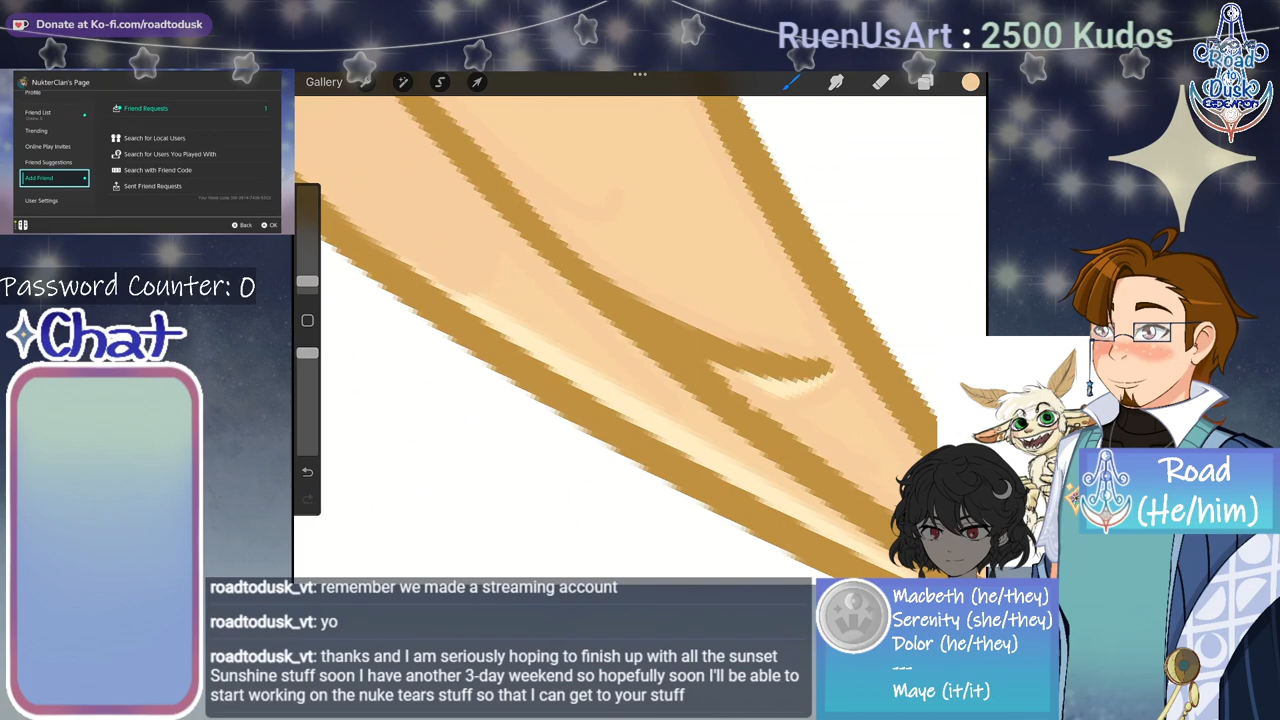 Donate at Ko-fi.com/roadtodusk
RuenUsArt : 2500 Kudos
Road
to
Dusk
NukterClan's Page
Profile
Friend List
Trending
Online Play Invites
Friend Suggestions
Add Friend
User Settings
Friend Requests 1
Search for Local Users
Search for Users You Played With
Search with Friend Code
Sent Friend Requests
Back OK
Gallery
Password Counter: 0
Chat
roadtodusk_vt: remember we made a streaming account
roadtodusk_vt: yo
roadtodusk_vt: thanks and I am seriously hoping to finish up with all the sunset
Sunshine stuff soon I have another 3-day weekend so hopefully soon I'll be able to
start working on the nuke tears stuff so that I can get to your stuff
Road
(He/him)
Macbeth (he/they)
Serenity (she/they)
Dolor (he/they)
---
Maye (it/it)